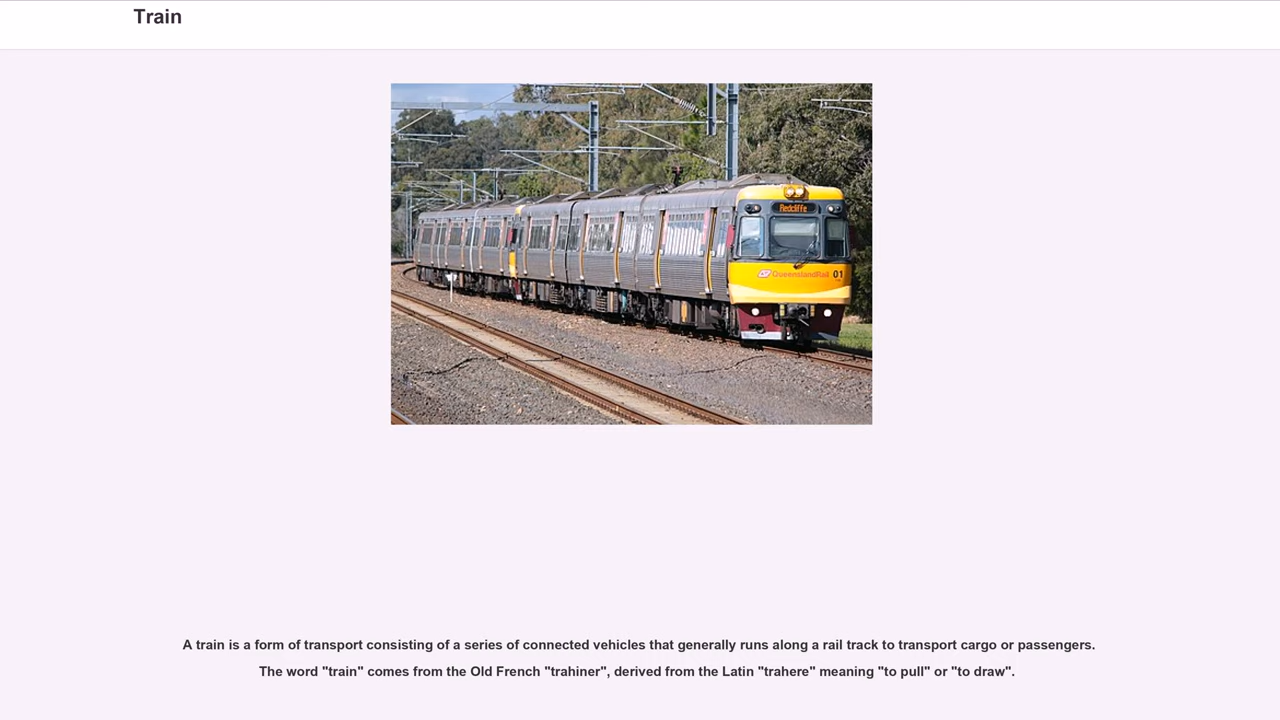 Train
Redcliffe
QueenslandRail 01
A train is a form of transport consisting of a series of connected vehicles that generally runs along a rail track to transport cargo or passengers.
The word "train" comes from the Old French "trahiner", derived from the Latin "trahere" meaning "to pull" or "to draw".